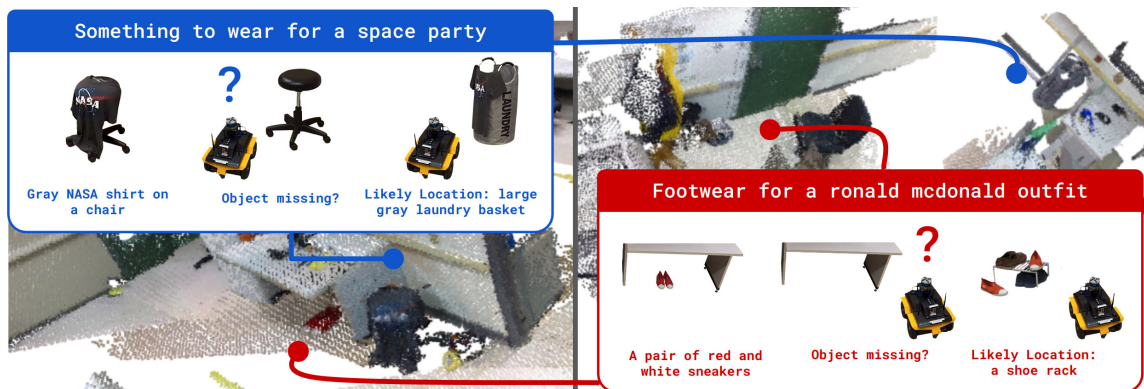 Something to wear for a space party
?
NASA
NASA
LAUNDRY
Gray NASA shirt on
a chair
Object missing?
Likely Location: large
gray laundry basket
Footwear for a ronald mcdonald outfit
?
A pair of red and
white sneakers
Object missing?
Likely Location:
a shoe rack